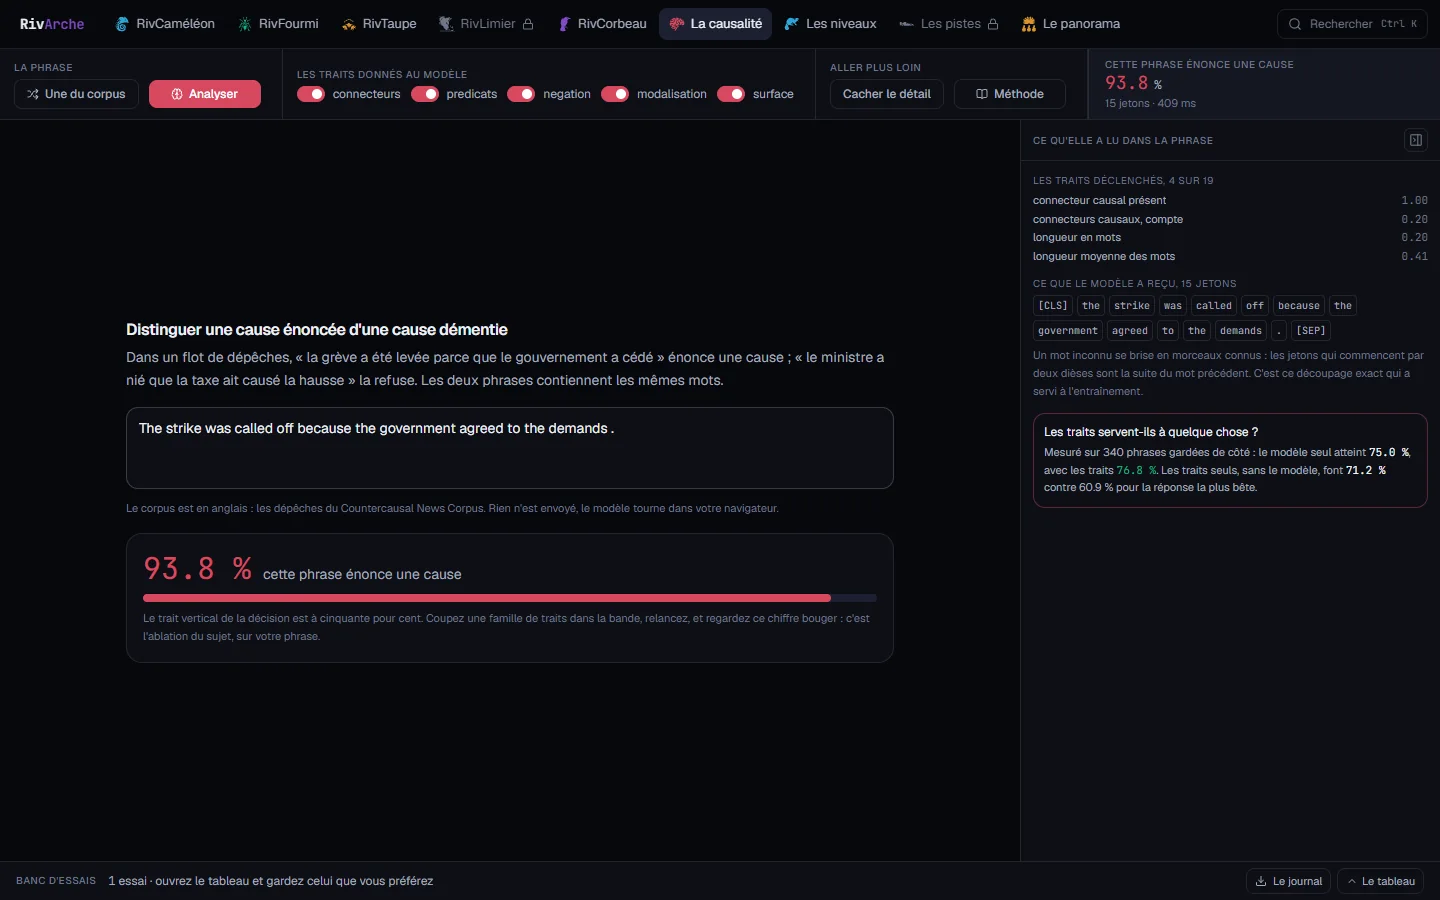 RivArche
RivCaméléon
RivFourmi
RivTaupe
RivLimier
RivCorbeau
La causalité
Les niveaux
Les pistes
Le panorama
Rechercher Ctrl K
LA PHRASE
Une du corpus
Analyser
LES TRAITS DONNÉS AU MODÈLE
connecteurs
predicats
negation
modalisation
surface
ALLER PLUS LOIN
Cacher le détail
Méthode
CETTE PHRASE ÉNONCE UNE CAUSE
93.8 %
15 jetons · 409 ms
Distinguer une cause énoncée d'une cause démentie
Dans un flot de dépêches, « la grève a été levée parce que le gouvernement a cédé » énonce une cause ; « le ministre a
nié que la taxe ait causé la hausse » la refuse. Les deux phrases contiennent les mêmes mots.
The strike was called off because the government agreed to the demands .
Le corpus est en anglais : les dépêches du Countercausal News Corpus. Rien n'est envoyé, le modèle tourne dans votre navigateur.
93.8 % cette phrase énonce une cause
Le trait vertical de la décision est à cinquante pour cent. Coupez une famille de traits dans la bande, relancez, et regardez ce chiffre bouger : c'est
l'ablation du sujet, sur votre phrase.
CE QU'ELLE A LU DANS LA PHRASE
LES TRAITS DÉCLENCHÉS, 4 SUR 19
connecteur causal présent 1.00
connecteurs causaux, compte 0.20
longueur en mots 0.20
longueur moyenne des mots 0.41
CE QUE LE MODÈLE A REÇU, 15 JETONS
[CLS] the strike was called off because the
government agreed to the demands . [SEP]
Un mot inconnu se brise en morceaux connus : les jetons qui commencent par
deux dièses sont la suite du mot précédent. C'est ce découpage exact qui a
servi à l'entraînement.
Les traits servent-ils à quelque chose ?
Mesuré sur 340 phrases gardées de côté : le modèle seul atteint 75.0 %,
avec les traits 76.8 %. Les traits seuls, sans le modèle, font 71.2 %
contre 60.9 % pour la réponse la plus bête.
BANC D'ESSAIS 1 essai · ouvrez le tableau et gardez celui que vous préférez
Le journal
Le tableau